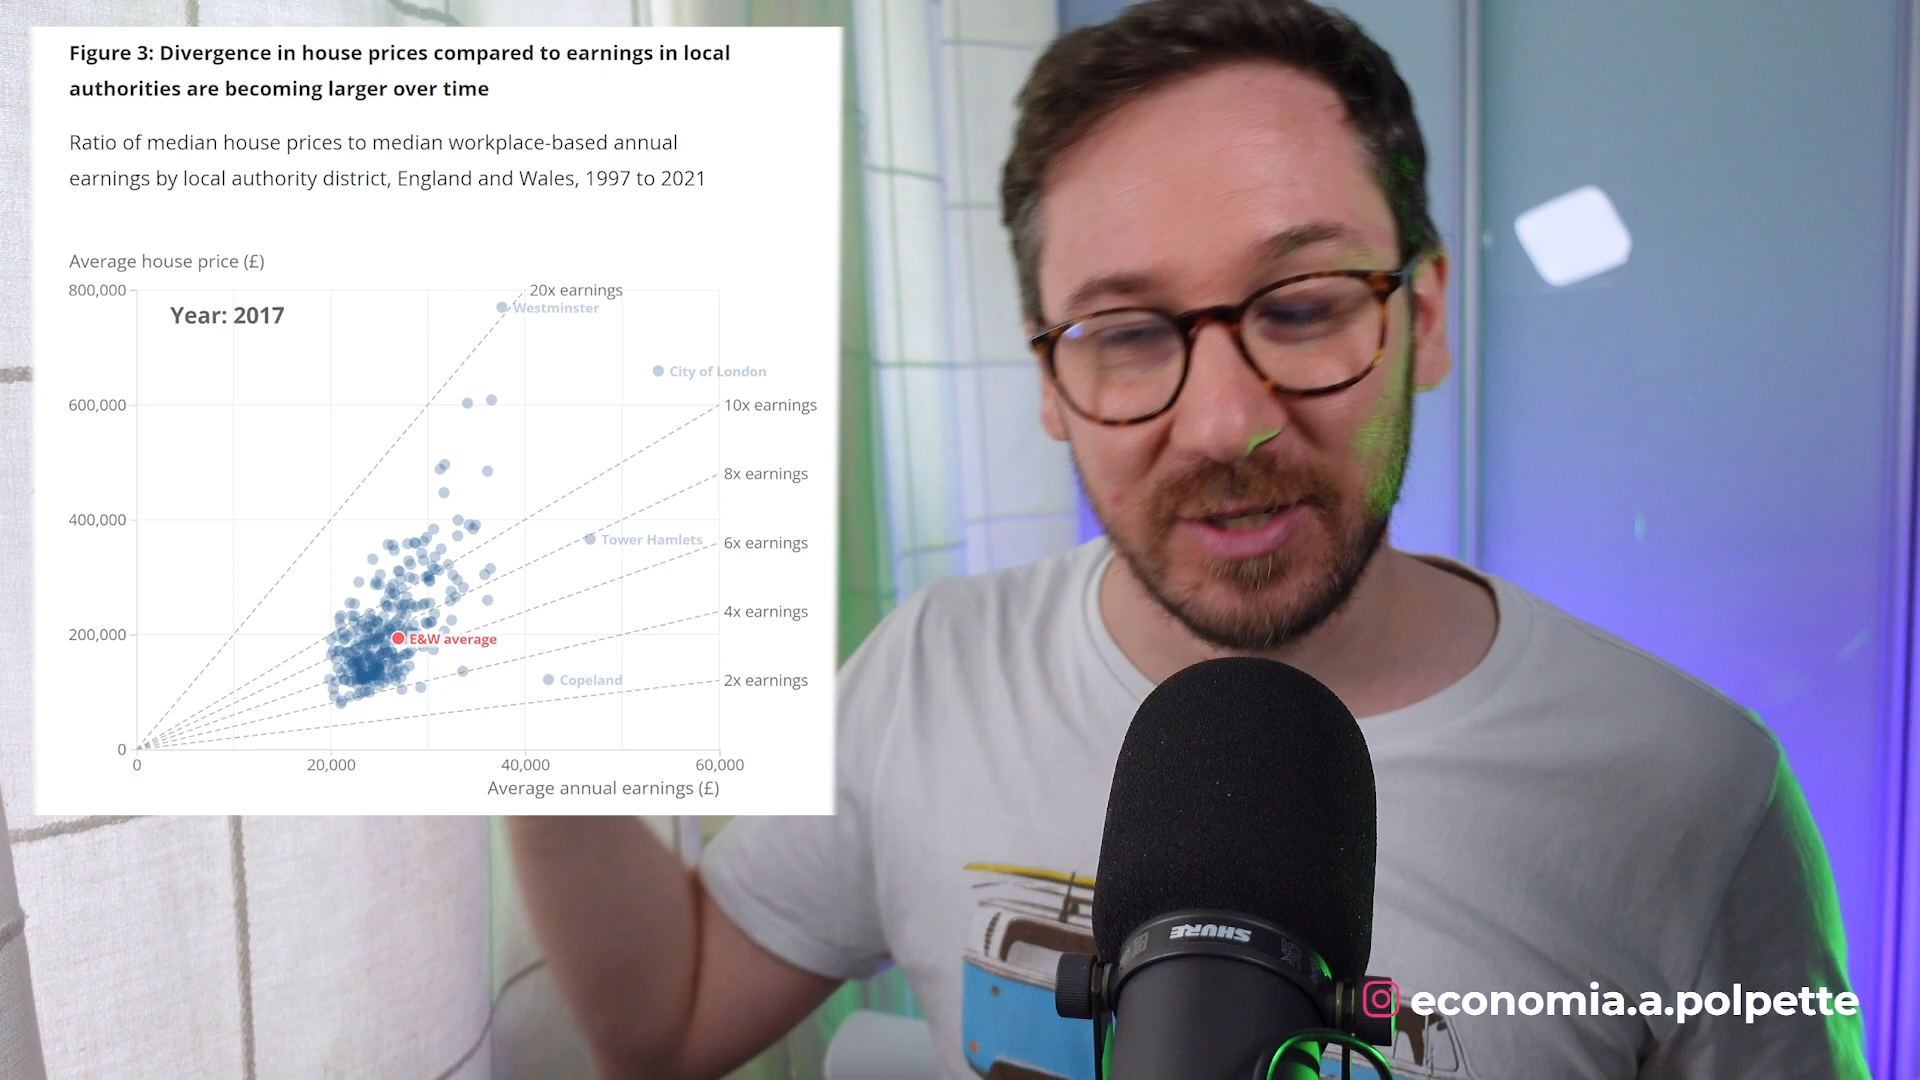 Figure 3: Divergence in house prices compared to earnings in local
authorities are becoming larger over time
Ratio of median house prices to median workplace-based annual
earnings by local authority district, England and Wales, 1997 to 2021
Average house price (£)
800,000
Year: 2017
20x earnings
Westminster
City of London
600,000
10x earnings
8x earnings
400,000
Tower Hamlets
6x earnings
4x earnings
200,000
E&W average
Copeland
2x earnings
0
0
20,000
40,000
60,000
Average annual earnings (£)
SHURE
economia.a.polpette